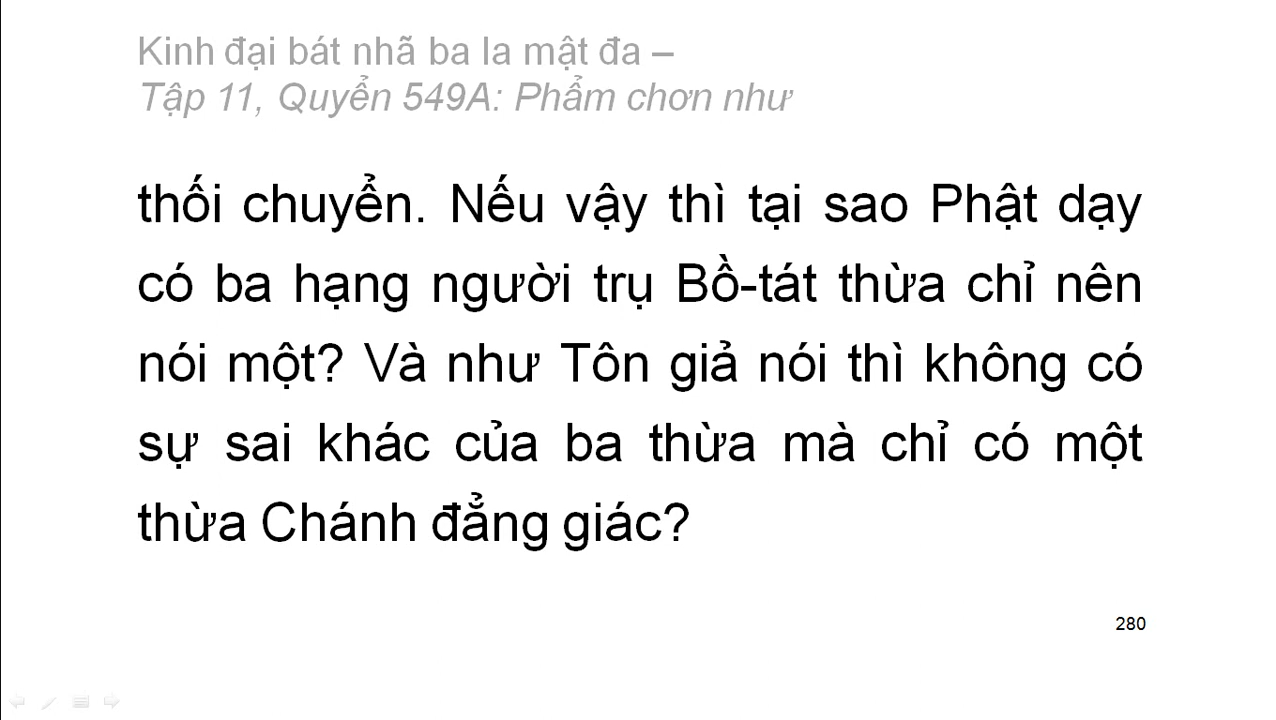 Kinh đại bát nhã ba la mật đa –
Tập 11, Quyển 549A: Phẩm chơn như
thối chuyển. Nếu vậy thì tại sao Phật dạy
có ba hạng người trụ Bồ-tát thừa chỉ nên
nói một? Và như Tôn giả nói thì không có
sự sai khác của ba thừa mà chỉ có một
thừa Chánh đẳng giác?
280